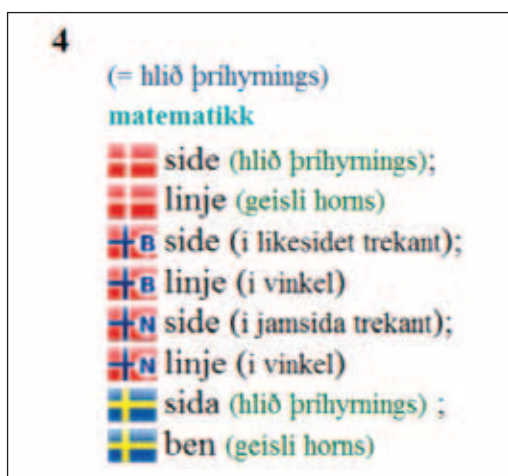 4
(= hlið þríhyrnings)
matematikk
side (hlið þríhyrnings);
linje (geisli horns)
B side (i likesidet trekant);
B linje (i vinkel)
N side (i jamsida trekant);
N linje (i vinkel)
sida (hlið þríhyrnings) ;
ben (geisli horns)